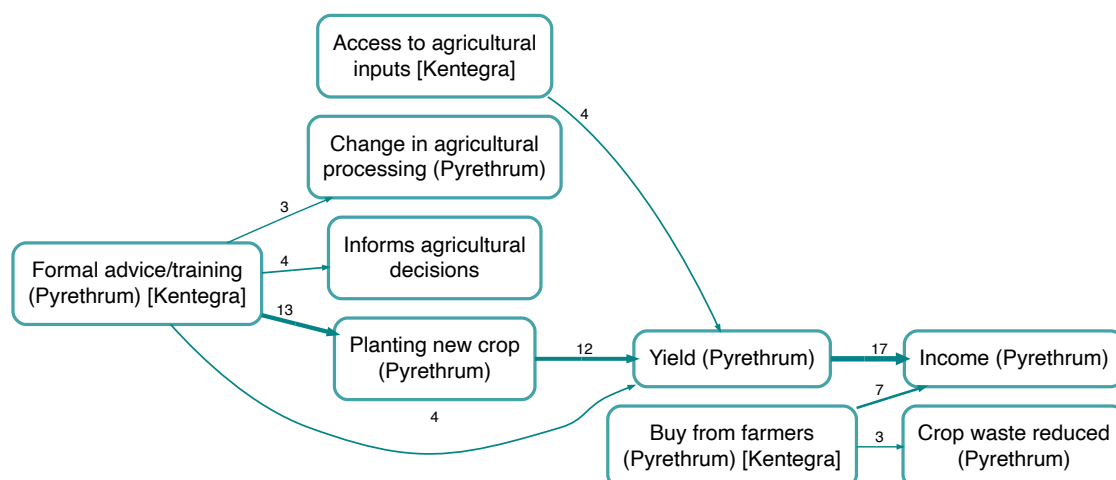 Access to agricultural
inputs [Kentegra]
4
Change in agricultural
processing (Pyrethrum)
3
Informs agricultural
decisions
Formal advice/training
(Pyrethrum) [Kentegra]
4
13
Planting new crop
(Pyrethrum)
12
Yield (Pyrethrum)
17
Income (Pyrethrum)
4
7
Buy from farmers
(Pyrethrum) [Kentegra]
3
Crop waste reduced
(Pyrethrum)